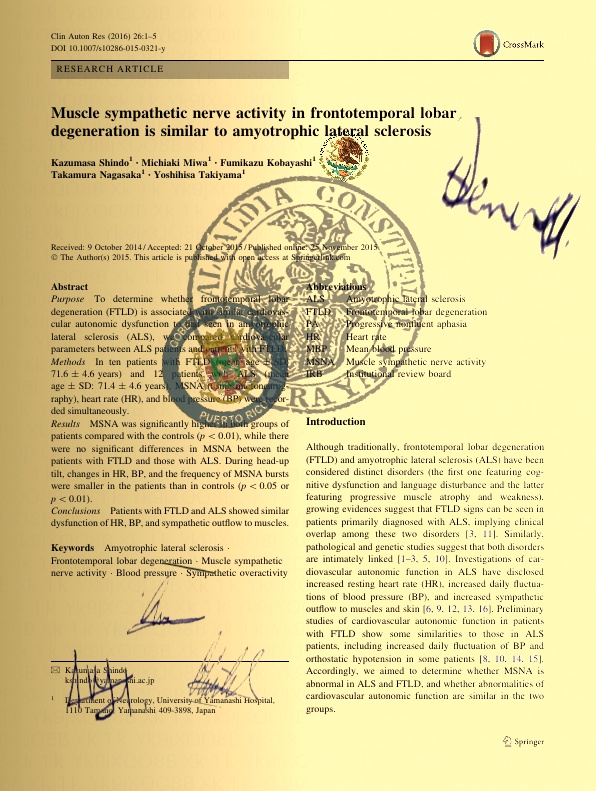 Clin Auton Res (2016) 26:1–5
DOI 10.1007/s10286-015-0321-y
CrossMark
RESEARCH ARTICLE
Muscle sympathetic nerve activity in frontotemporal lobar
degeneration is similar to amyotrophic lateral sclerosis
Kazumasa Shindo1 · Michiaki Miwa1 · Fumikazu Kobayashi1
Takamura Nagasaka1 · Yoshihisa Takiyama1
Received: 9 October 2014 / Accepted: 21 October 2015 / Published online: 25 November 2015
© The Author(s) 2015. This article is published with open access at Springerlink.com
Abstract
Purpose To determine whether frontotemporal lobar
degeneration (FTLD) is associated with similar cardiovas-
cular autonomic dysfunction to that seen in amyotrophic
lateral sclerosis (ALS), we compared cardiovascular
parameters between ALS patients and patients with FTLD.
Methods In ten patients with FTLD (mean age ± SD:
71.6 ± 4.6 years) and 12 patients with ALS (mean
age ± SD: 71.4 ± 4.6 years), MSNA
raphy), heart rate (HR), and blood pressure (BP) were recor-
ded simultaneously.
Results MSNA was significantly higher in both groups of
patients compared with the controls (p < 0.01), while there
were no significant differences in MSNA between the
patients with FTLD and those with ALS. During head-up
tilt, changes in HR, BP, and the frequency of MSNA bursts
were smaller in the patients than in controls (p < 0.05 or
p < 0.01).
Conclusions Patients with FTLD and ALS showed similar
dysfunction of HR, BP, and sympathetic outflow to muscles.
Keywords Amyotrophic lateral sclerosis ·
Frontotemporal lobar degeneration · Muscle sympathetic
nerve activity · Blood pressure · Sympathetic overactivity
Kazumasa Shindo
kshindo@yamanashi.ac.jp
1 Department of Neurology, University of Yamanashi Hospital,
1110 Tamaho, Yamanashi 409-3898, Japan
Abbreviations
ALS Amyotrophic lateral sclerosis
FTLD Frontotemporal lobar degeneration
PA Progressive nonfluent aphasia
HR Heart rate
MBP Mean blood pressure
MSNA Muscle sympathetic nerve activity
IRB Institutional review board
Introduction
Although traditionally, frontotemporal lobar degeneration
(FTLD) and amyotrophic lateral sclerosis (ALS) have been
considered distinct disorders (the first one featuring cog-
nitive dysfunction and language disturbance and the latter
featuring progressive muscle atrophy and weakness),
growing evidences suggest that FTLD signs can be seen in
patients primarily diagnosed with ALS, implying clinical
overlap among these two disorders [3, 11]. Similarly,
pathological and genetic studies suggest that both disorders
are intimately linked [1–3, 5, 10]. Investigations of car-
diovascular autonomic function in ALS have disclosed
increased resting heart rate (HR), increased daily fluctua-
tions of blood pressure (BP), and increased sympathetic
outflow to muscles and skin [6, 9, 12, 13, 16]. Preliminary
studies of cardiovascular autonomic function in patients
with FTLD show some similarities to those in ALS
patients, including increased daily fluctuation of BP and
orthostatic hypotension in some patients [8, 10, 14, 15].
Accordingly, we aimed to determine whether MSNA is
abnormal in ALS and FTLD, and whether abnormalities of
cardiovascular autonomic function are similar in the two
groups.
Springer
ALCALDIA CONSTITU
PUERTO RICO